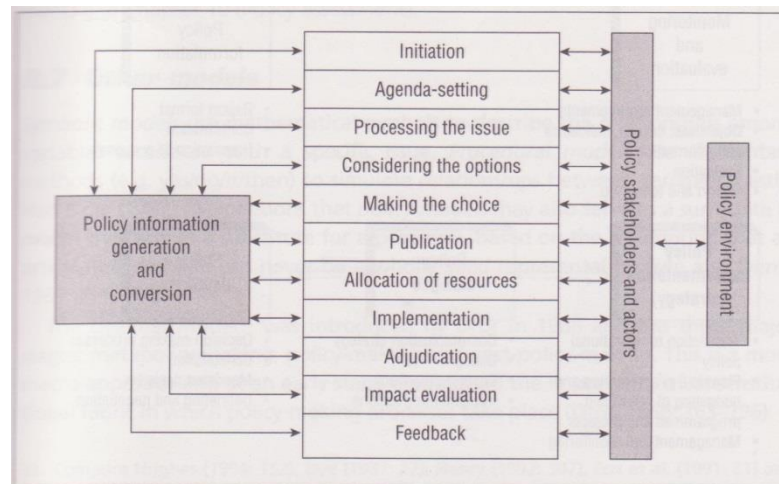 Initiation
Agenda-setting
Processing the issue
Considering the options
Making the choice
Publication
Allocation of resources
Implementation
Adjudication
Impact evaluation
Feedback
Policy information
generation
and
conversion
Policy stakeholders and actors
Policy environment